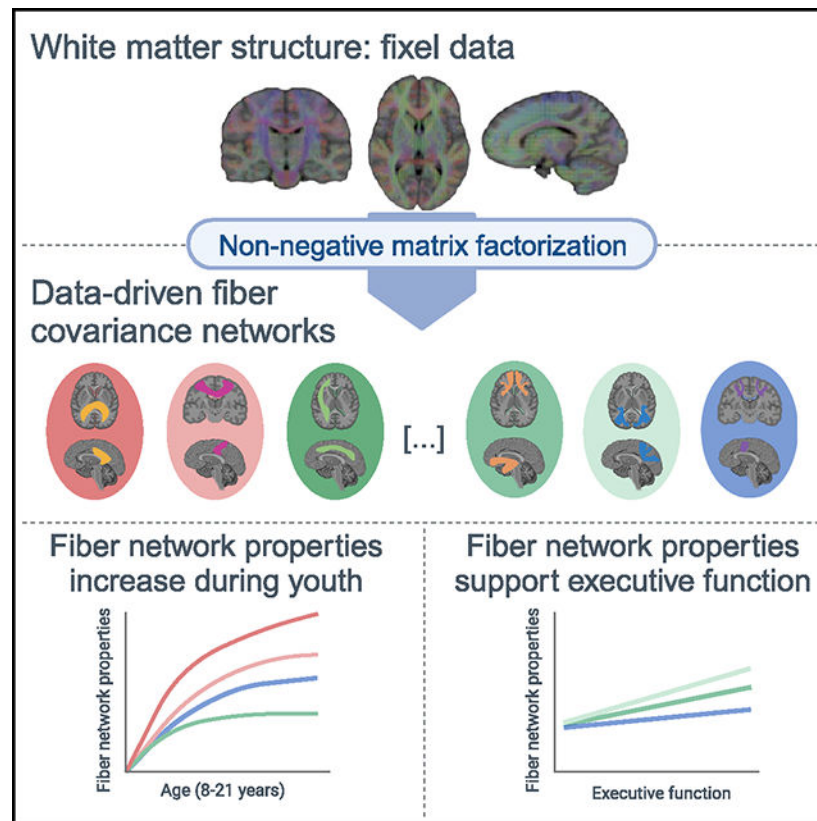 White matter structure: fixel data
Non-negative matrix factorization
Data-driven fiber
covariance networks
[...]
Fiber network properties
increase during youth
Fiber network properties
Age (8-21 years)
Fiber network properties
support executive function
Fiber network properties
Executive function